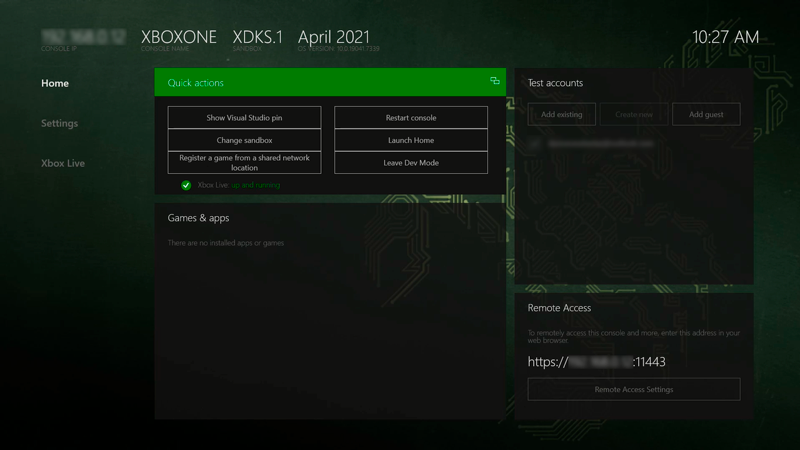 XBOXONE XDKS.1 April 2021 10:27 AM
CONSOLE IP CONSOLE NAME SANDBOX OS VERSION: 10.0.19041.7339
Home
Settings
Xbox Live
Quick actions
Show Visual Studio pin
Change sandbox
Register a game from a shared network
location
Restart console
Launch Home
Leave Dev Mode
Xbox Live: up and running
Games & apps
There are no installed apps or games
Test accounts
Add existing
Create new
Add guest
Remote Access
To remotely access this console and more, enter this address in your
web browser
https:// :11443
Remote Access Settings